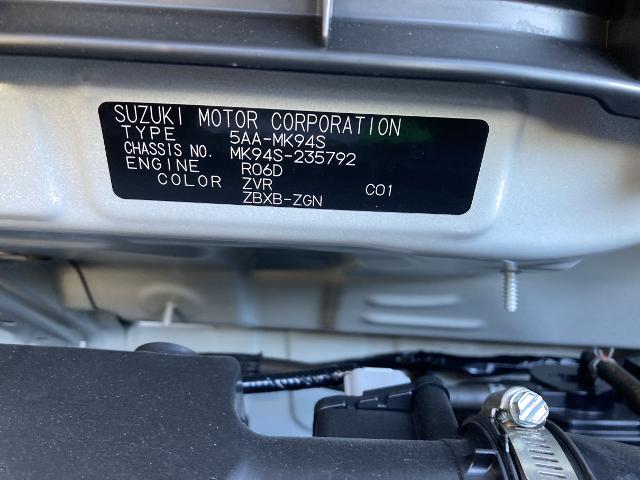 SUZUKI MOTOR CORPORATION
TYPE 5AA-MK94S
CHASSIS NO. MK94S-235792
ENGINE R06D
COLOR ZVR C01
ZBXB-ZGN